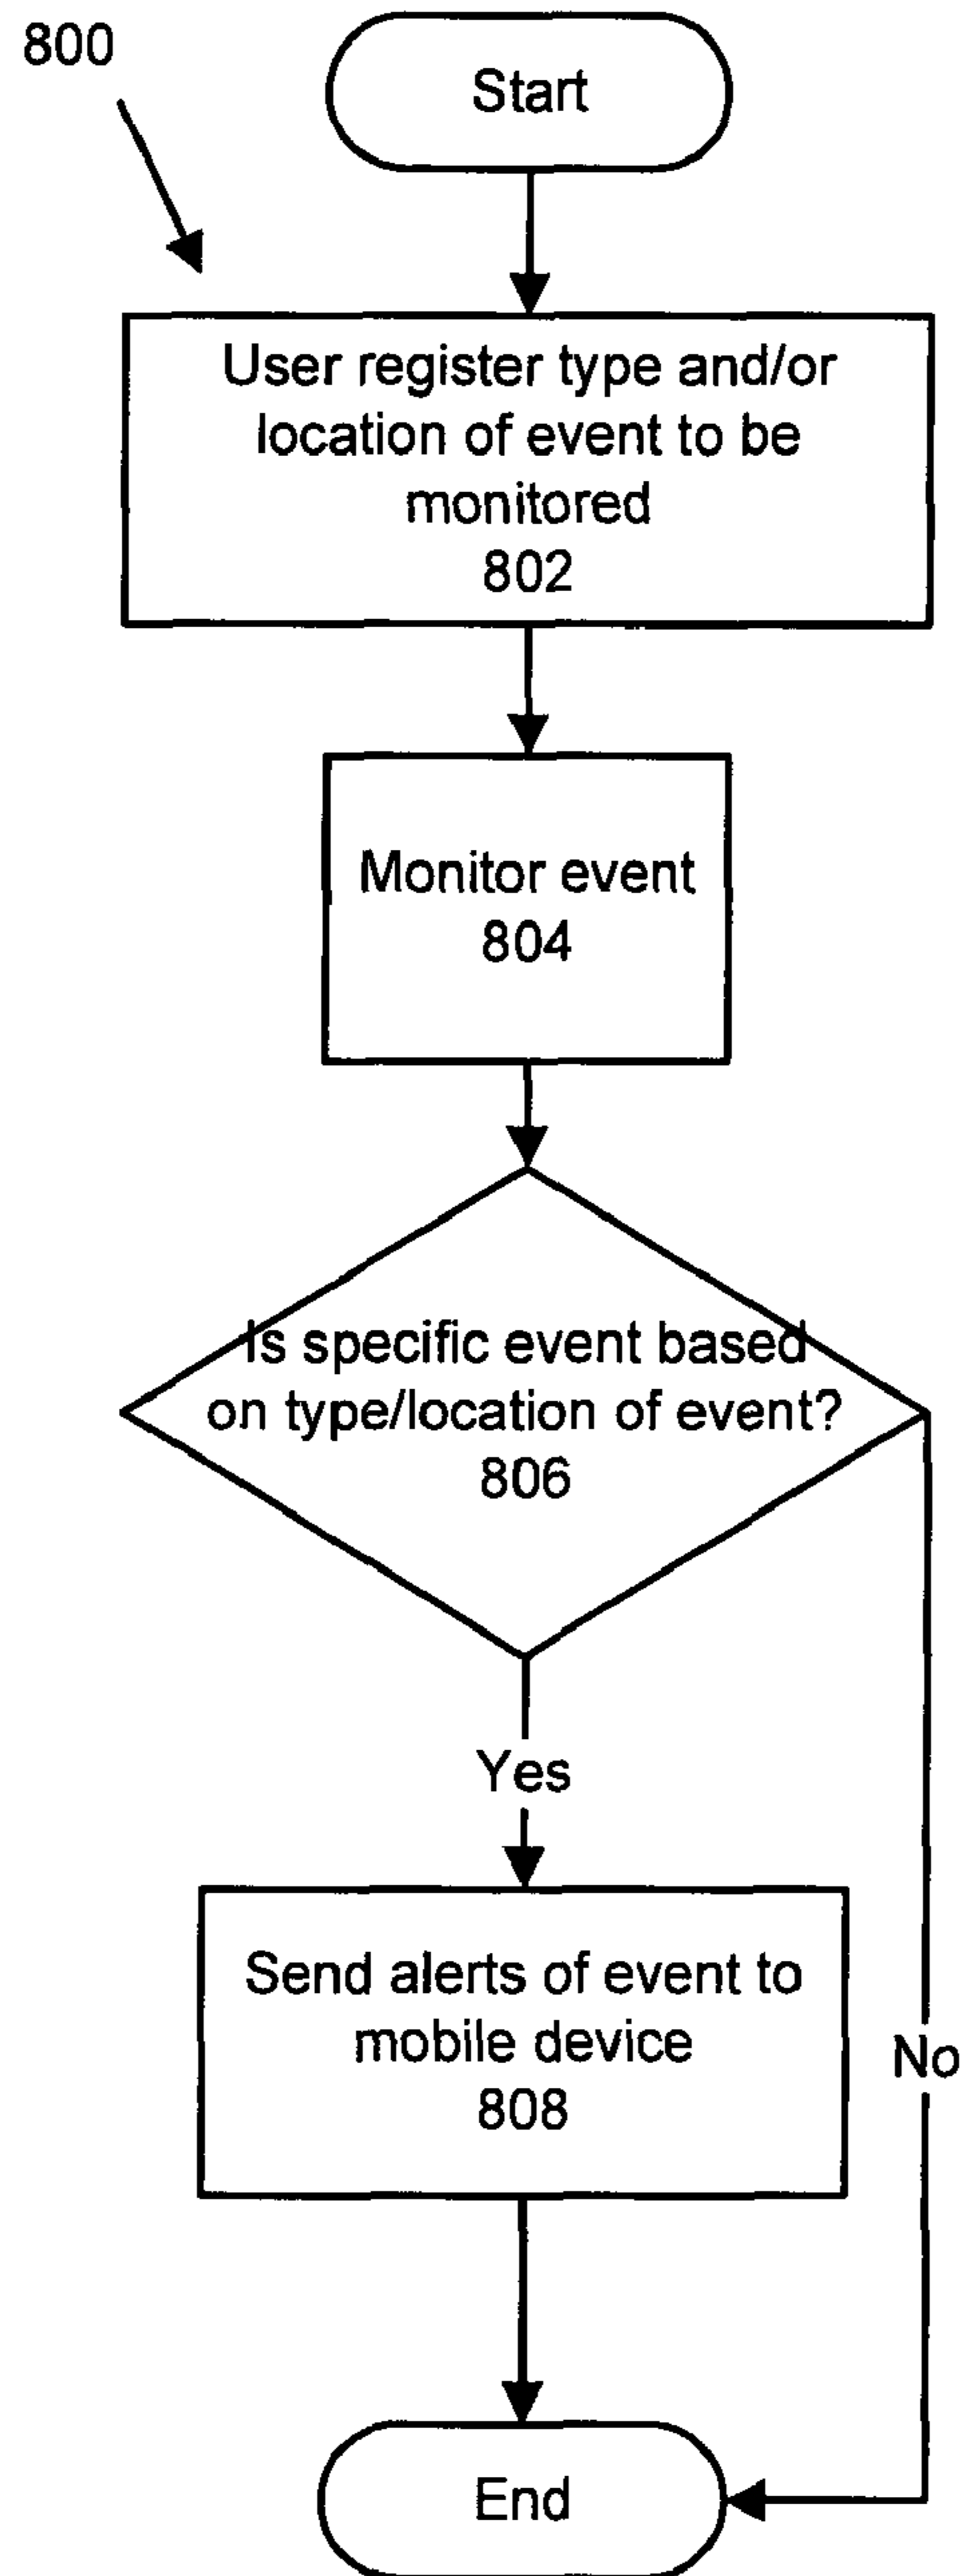 800
Start
User register type and/or
location of event to be
monitored
802
Monitor event
804
Is specific event based
on type/location of event?
806
Yes
Send alerts of event to
mobile device
808
No
End